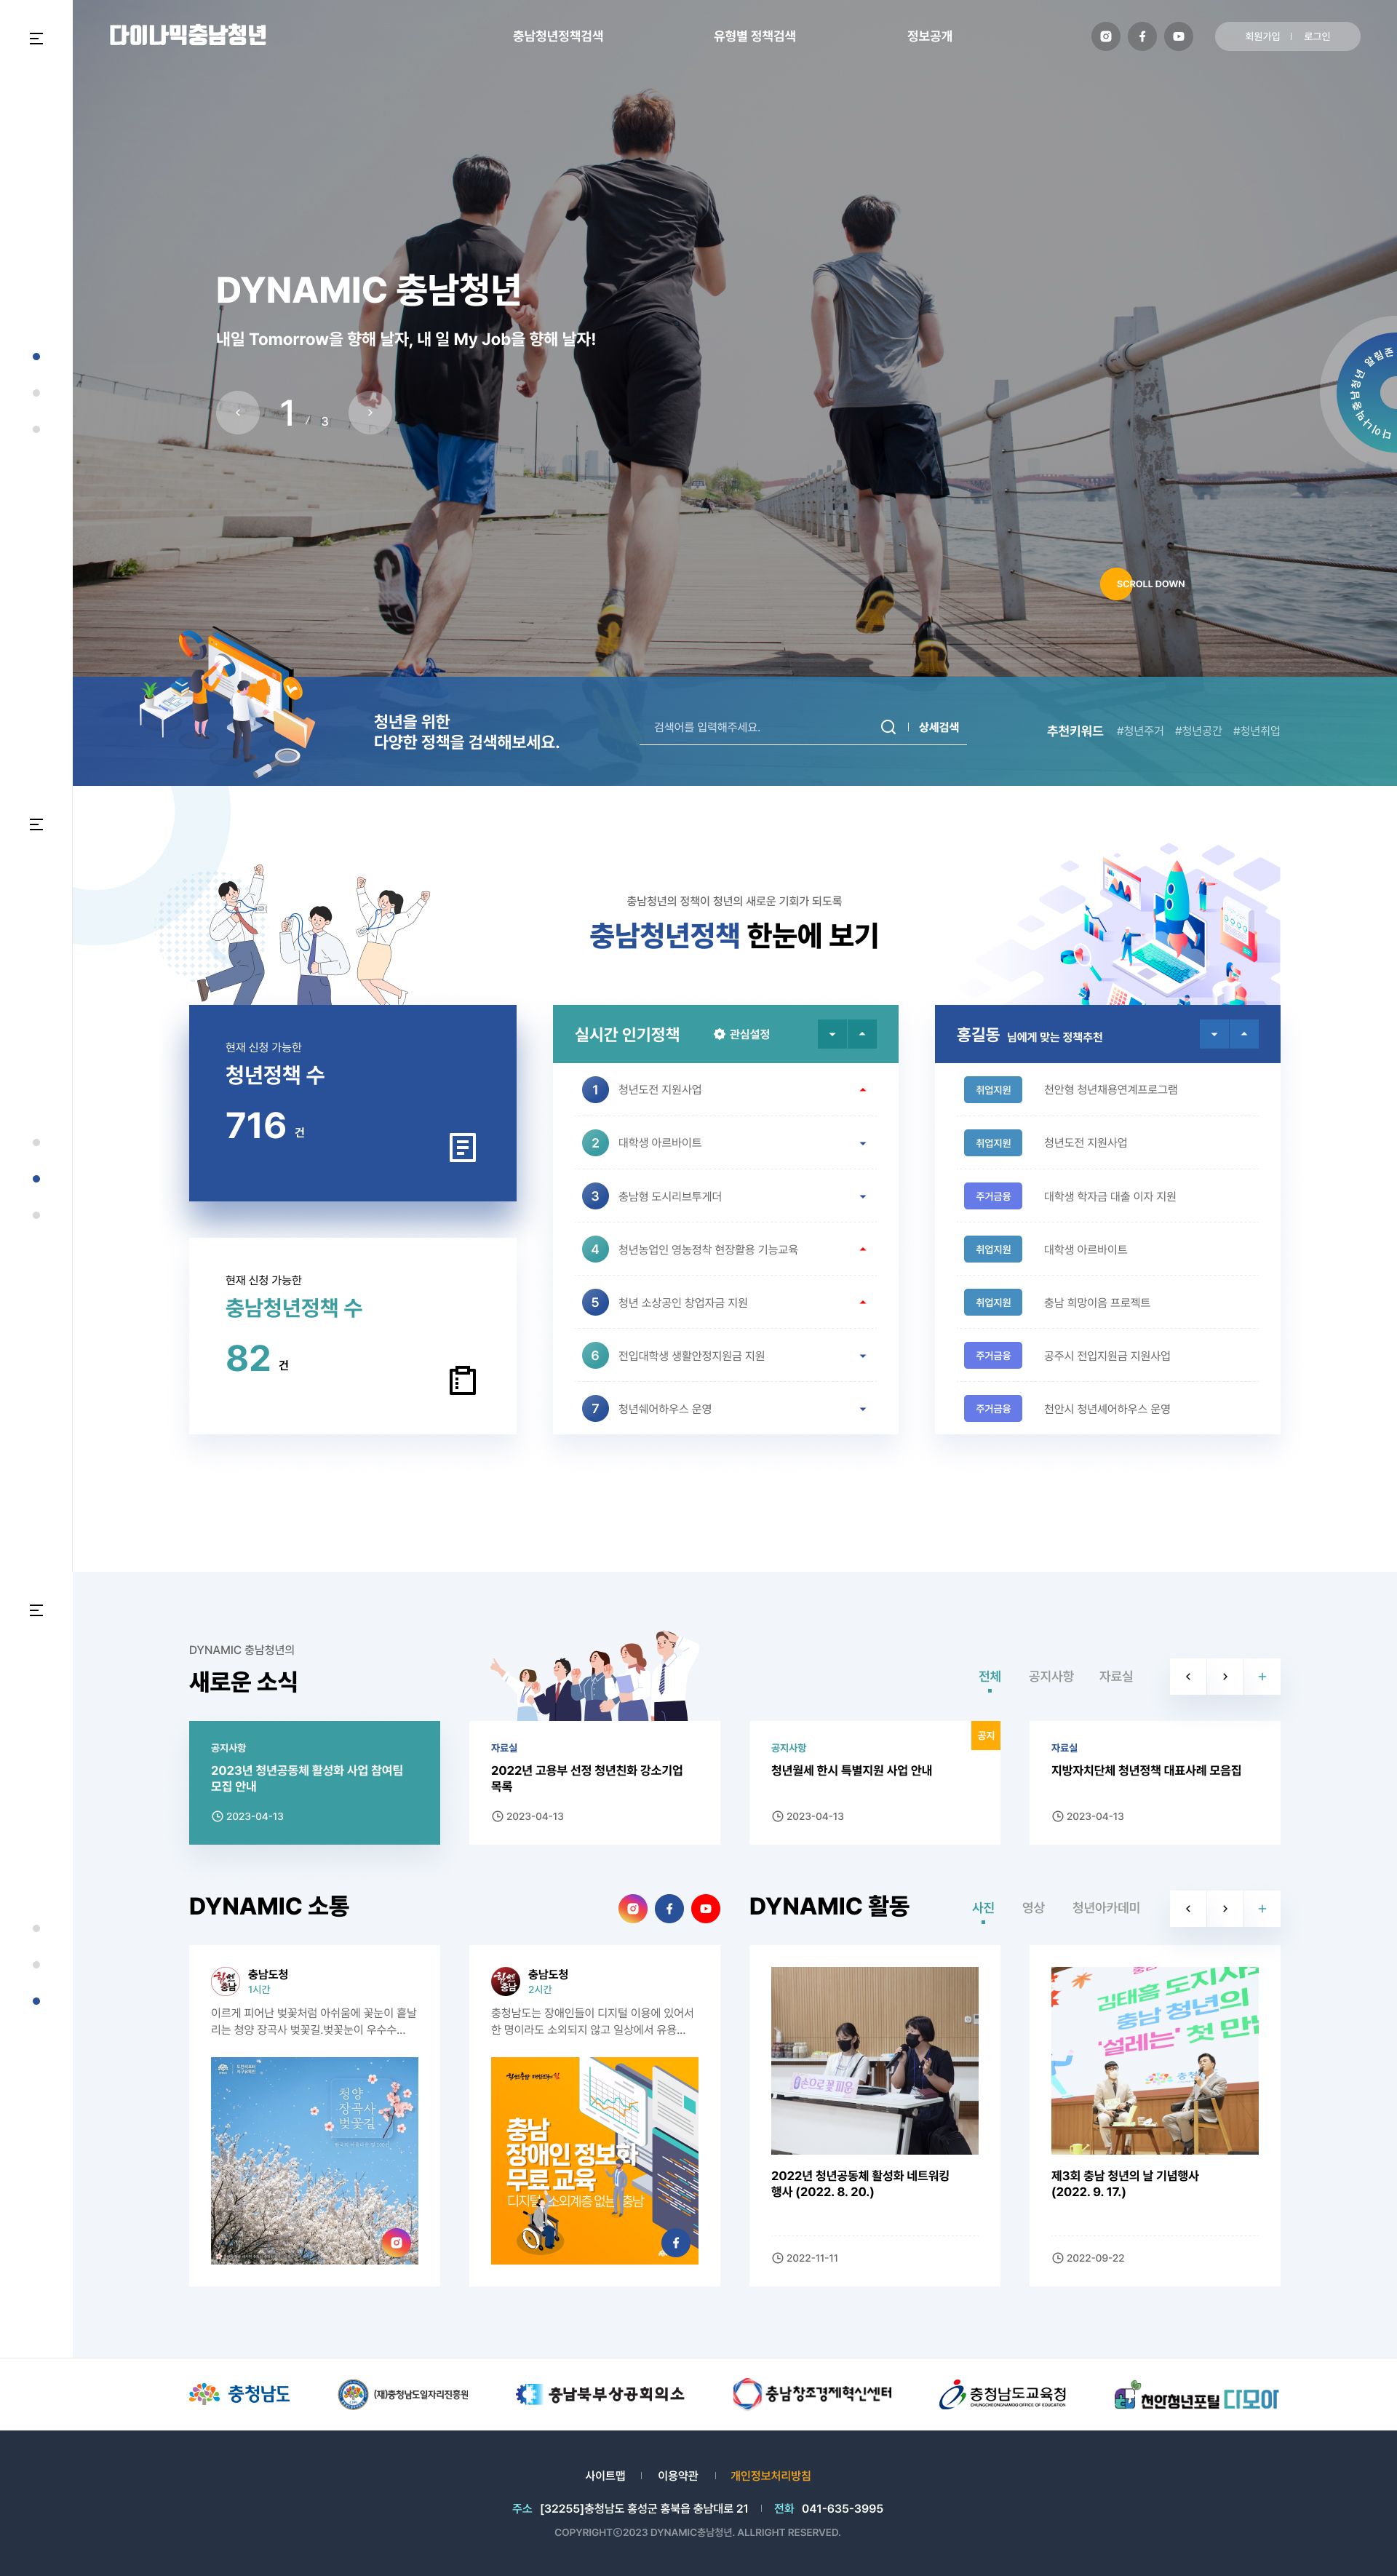 다이나믹충남청년
충남청년정책검색
유형별 정책검색
정보공개
회원가입
로그인
DYNAMIC 충남청년
내일 Tomorrow을 향해 날자, 내 일 My Job을 향해 날자!
1 / 3
다이나믹충남청년 알림존
SCROLL DOWN
청년을 위한
다양한 정책을 검색해보세요.
검색어를 입력해주세요.
상세검색
추천키워드 #청년주거 #청년공간 #청년취업
충남청년의 정책이 청년의 새로운 기회가 되도록
충남청년정책 한눈에 보기
현재 신청 가능한
청년정책 수
716 건
현재 신청 가능한
충남청년정책 수
82 건
실시간 인기정책 관심설정
1 청년도전 지원사업
2 대학생 아르바이트
3 충남형 도시리브투게더
4 청년농업인 영농정착 현장활용 기능교육
5 청년 소상공인 창업자금 지원
6 전입대학생 생활안정지원금 지원
7 청년쉐어하우스 운영
홍길동 님에게 맞는 정책추천
취업지원 천안형 청년채용연계프로그램
취업지원 청년도전 지원사업
주거금융 대학생 학자금 대출 이자 지원
취업지원 대학생 아르바이트
취업지원 충남 희망이음 프로젝트
주거금융 공주시 전입지원금 지원사업
주거금융 천안시 청년셰어하우스 운영
DYNAMIC 충남청년의
새로운 소식
전체 공지사항 자료실
공지사항
2023년 청년공동체 활성화 사업 참여팀
모집 안내
2023-04-13
자료실
2022년 고용부 선정 청년친화 강소기업
목록
2023-04-13
공지사항
공지
청년월세 한시 특별지원 사업 안내
2023-04-13
자료실
지방자치단체 청년정책 대표사례 모음집
2023-04-13
DYNAMIC 소통
충남도청
1시간
이르게 피어난 벚꽃처럼 아쉬움에 꽃눈이 흩날
리는 청양 장곡사 벚꽃길.벚꽃눈이 우수수...
청양
장곡사
벚꽃길
충남도청
2시간
충청남도는 장애인들이 디지털 이용에 있어서
한 명이라도 소외되지 않고 일상에서 유용...
충남
장애인 정보화
무료 교육
디지털 소외계층 없는 충남
DYNAMIC 활동
사진 영상 청년아카데미
손으로 꽃피움
2022년 청년공동체 활성화 네트워킹
행사 (2022. 8. 20.)
2022-11-11
김태흠 도지사
충남 청년의
'설레는' 첫 만
제3회 충남 청년의 날 기념행사
(2022. 9. 17.)
2022-09-22
충청남도
(재)충청남도일자리진흥원
충남북부상공회의소
충남창조경제혁신센터
충청남도교육청
CHUNGCHEONGNAMDO OFFICE OF EDUCATION
천안청년포털 다모아
사이트맵
이용약관
개인정보처리방침
주소 [32255]충청남도 홍성군 홍북읍 충남대로 21
전화 041-635-3995
COPYRIGHTⓒ2023 DYNAMIC충남청년. ALLRIGHT RESERVED.